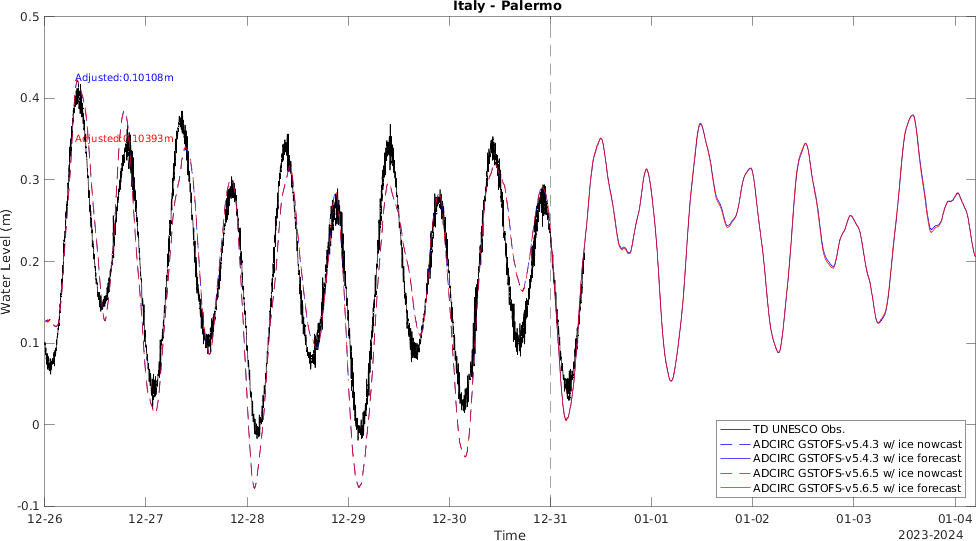 Italy - Palermo
0.5
0.4
0.3
0.2
0.1
0
-0.1
Water Level (m)
Adjusted:0.10108m
Adjusted:0.10393m
TD UNESCO Obs.
ADCIRC GSTOFS-v5.4.3 w/ ice nowcast
ADCIRC GSTOFS-v5.4.3 w/ ice forecast
ADCIRC GSTOFS-v5.6.5 w/ ice nowcast
ADCIRC GSTOFS-v5.6.5 w/ ice forecast
12-26 12-27 12-28 12-29 12-30 12-31 01-01 01-02 01-03 01-04
Time
2023-2024